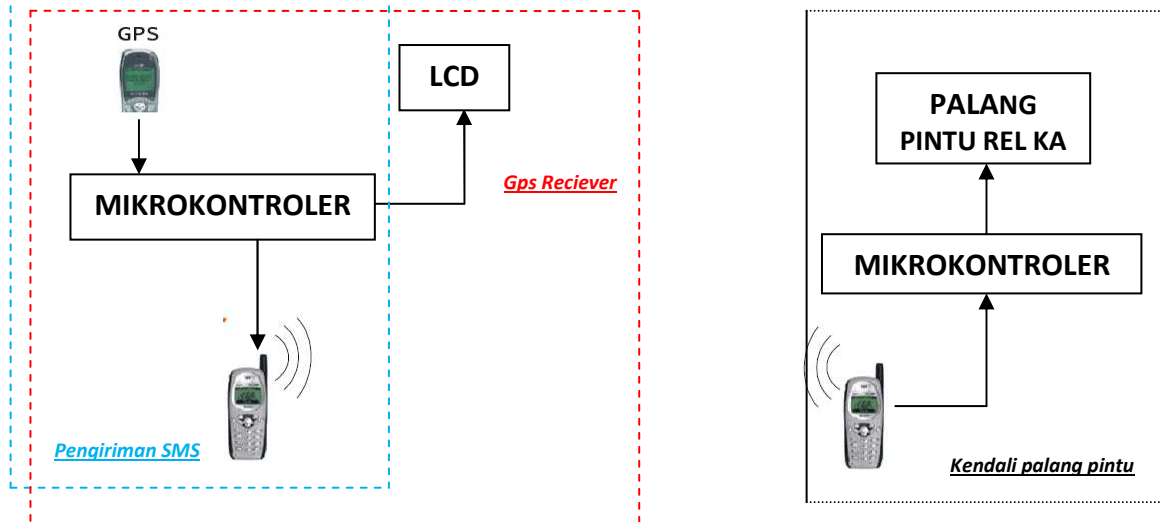 GPS
LCD
MIKROKONTROLER
Gps Reciever
Pengiriman SMS
PALANG
PINTU REL KA
MIKROKONTROLER
Kendali palang pintu